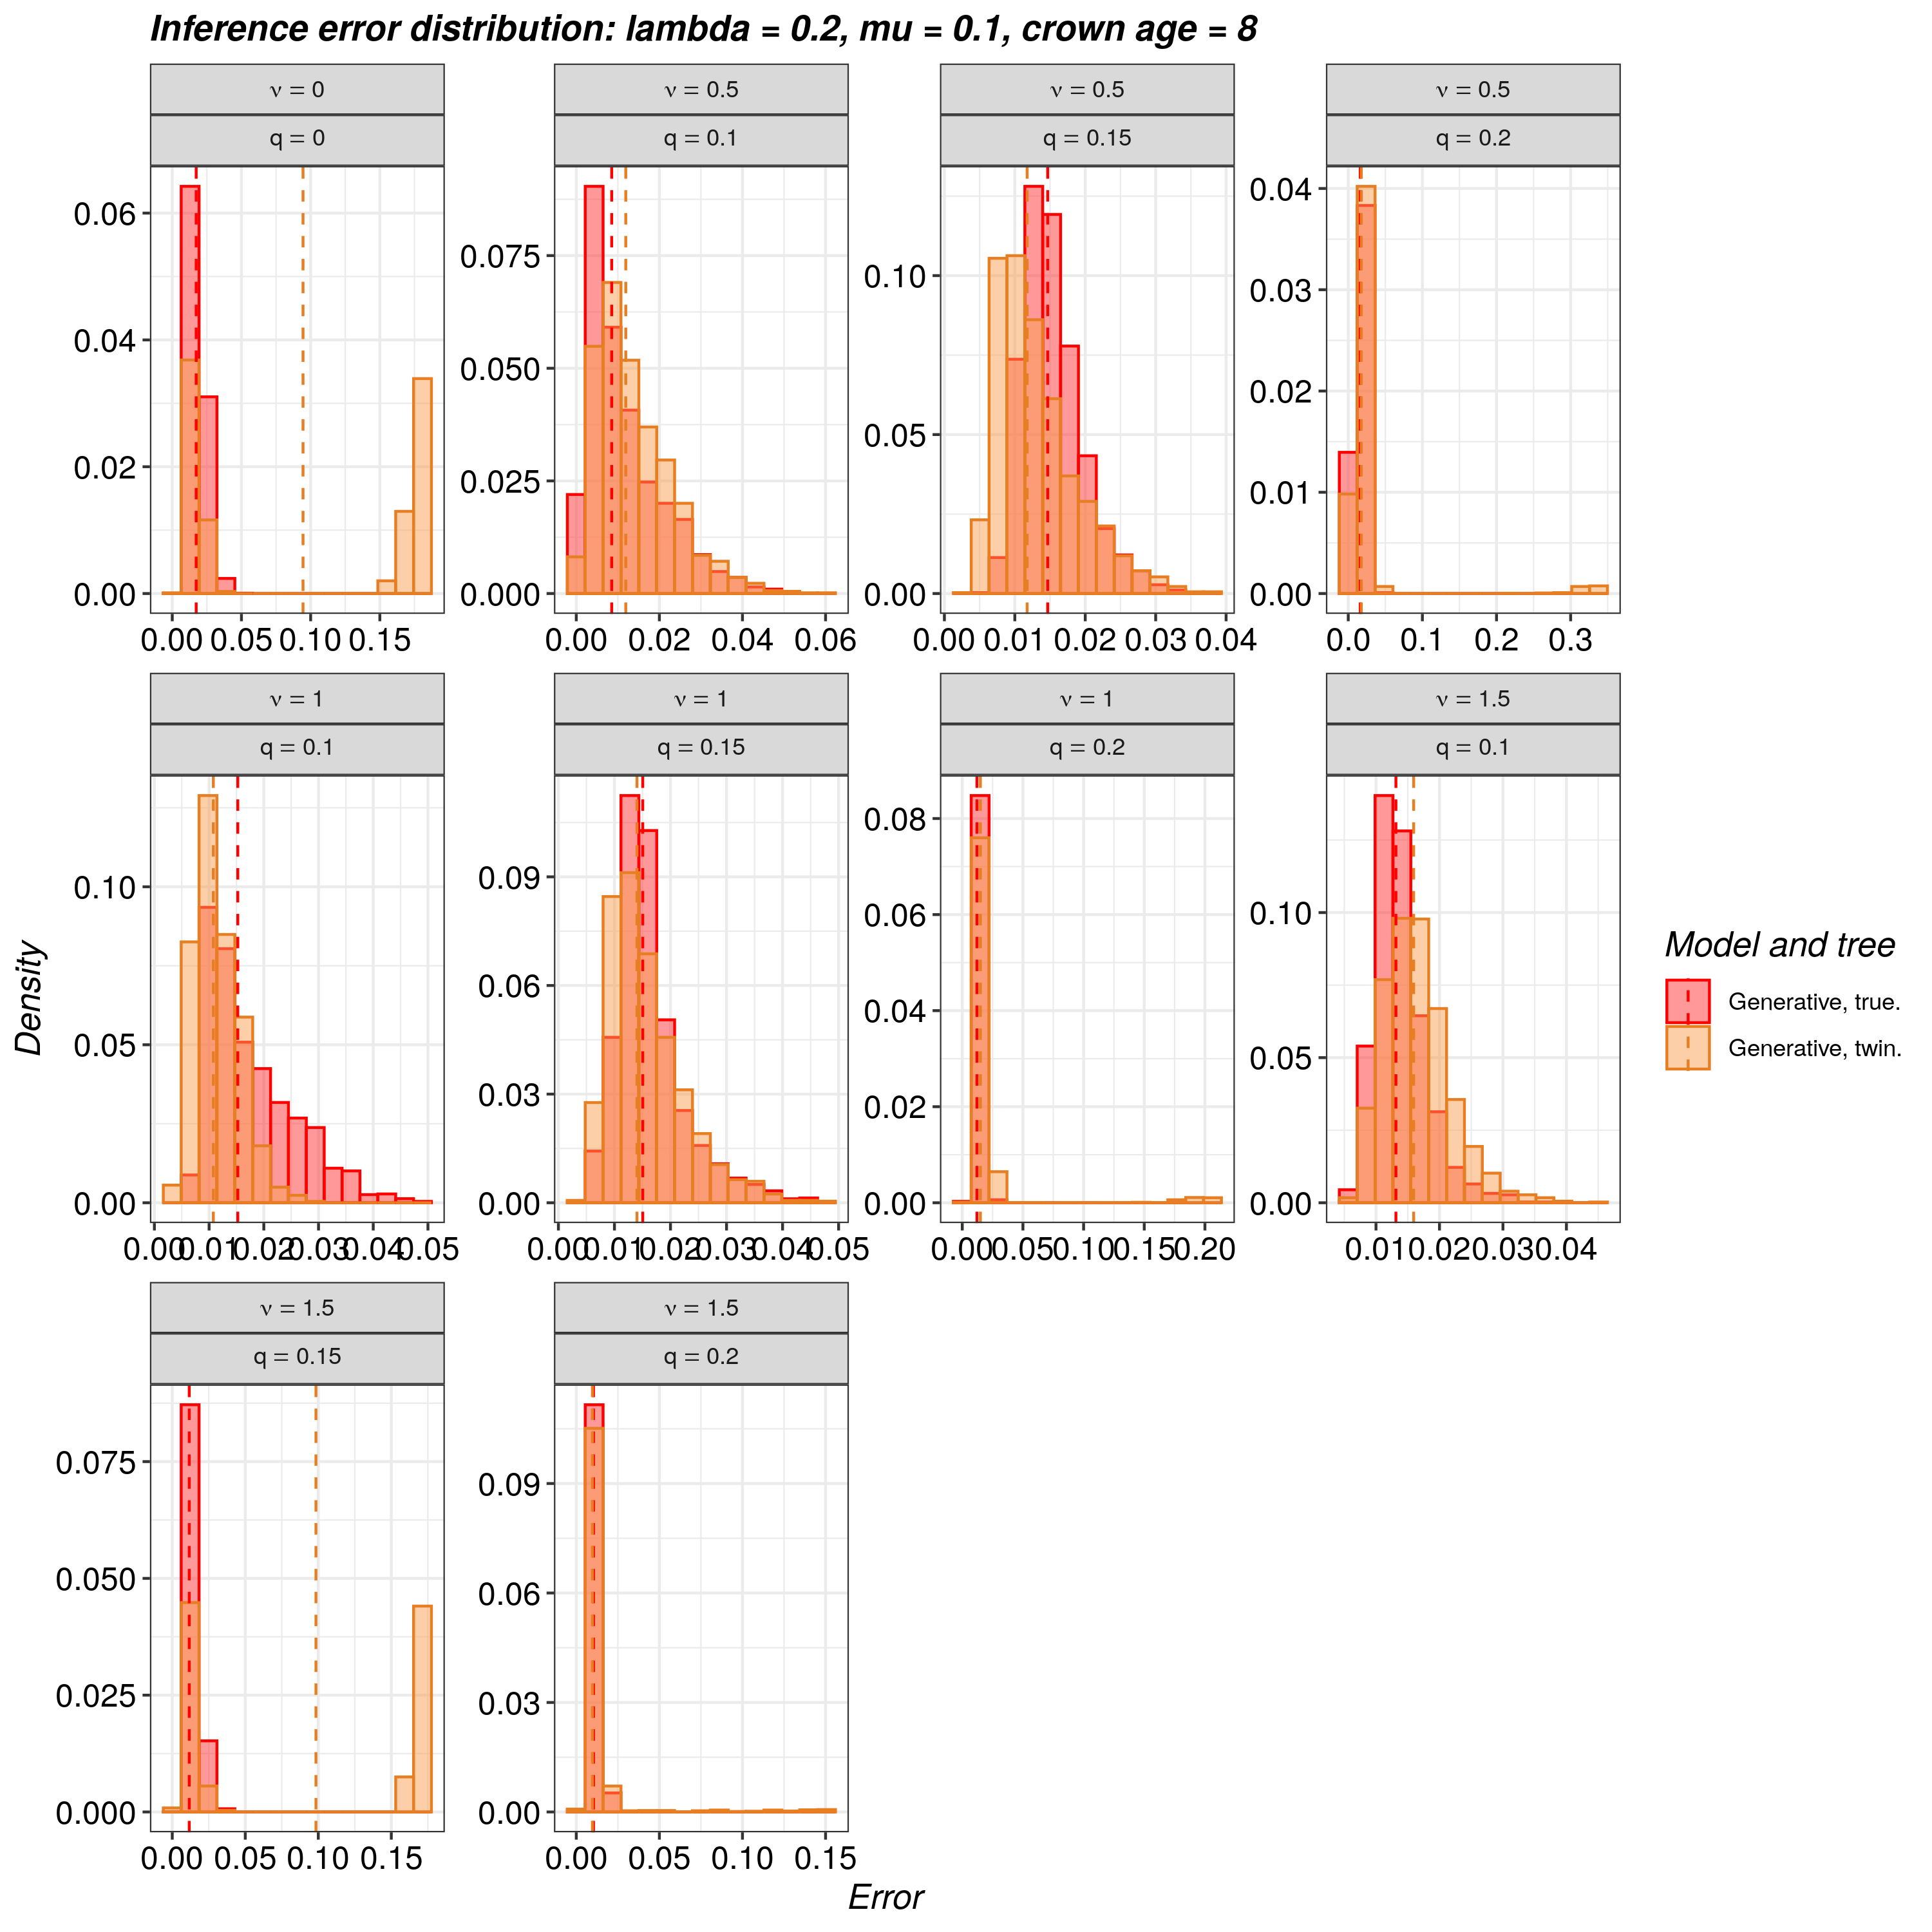 Inference error distribution: lambda = 0.2, mu = 0.1, crown age = 8
ν = 0
ν = 0.5
ν = 0.5
ν = 0.5
q = 0
q = 0.1
q = 0.15
q = 0.2
0.06
0.04
0.02
0.00
0.075
0.050
0.025
0.000
0.10
0.05
0.00
0.04
0.03
0.02
0.01
0.00
0.00 0.05 0.10 0.15
0.00 0.02 0.04 0.06
0.00 0.01 0.02 0.03 0.04
0.0 0.1 0.2 0.3
ν = 1
ν = 1
ν = 1
ν = 1.5
q = 0.1
q = 0.15
q = 0.2
q = 0.1
0.10
0.05
0.00
0.09
0.06
0.03
0.00
0.08
0.06
0.04
0.02
0.00
0.10
0.05
0.00
0.00 0.01 0.02 0.03 0.04 0.05
0.00 0.01 0.02 0.03 0.04 0.05
0.00 0.05 0.10 0.15 0.20
0.01 0.02 0.03 0.04
Density
Model and tree
Generative, true.
Generative, twin.
ν = 1.5
ν = 1.5
q = 0.15
q = 0.2
0.075
0.050
0.025
0.000
0.09
0.06
0.03
0.00
0.00 0.05 0.10 0.15
0.00 0.05 0.10 0.15
Error